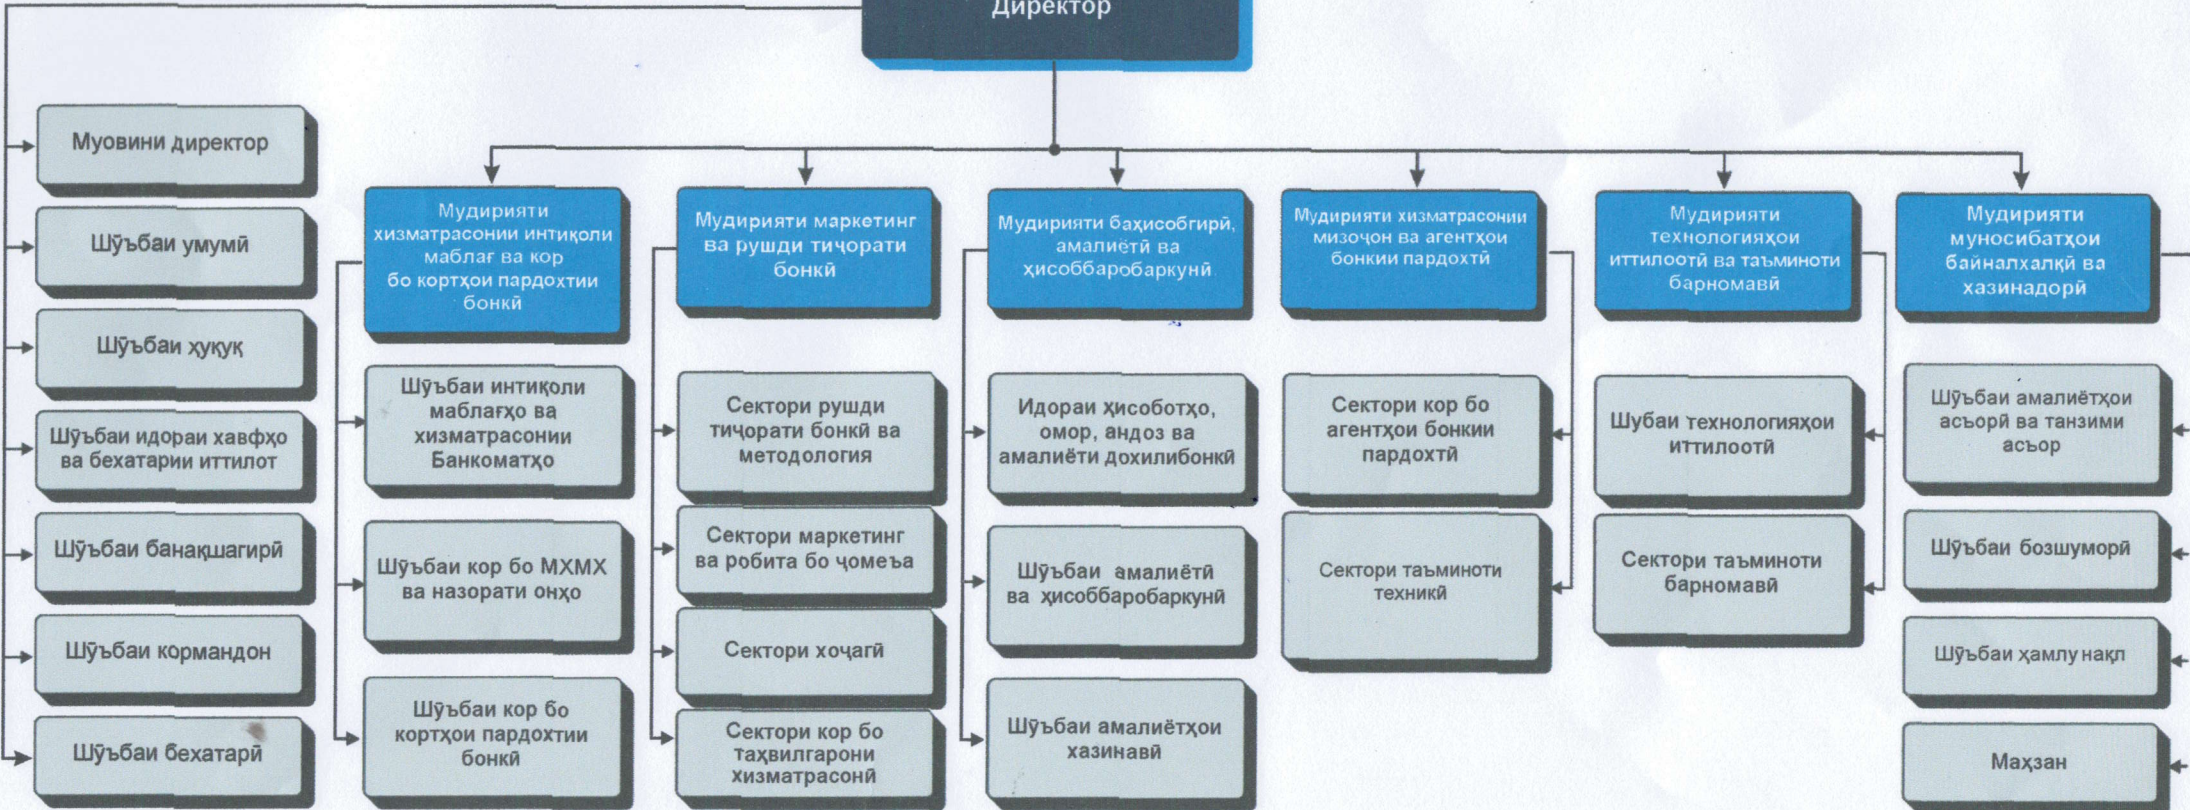 Директор
Муовини директор
Шӯъбаи умумӣ
Шӯъбаи ҳуқуқ
Шӯъбаи идораи хавфҳо
ва бехатарии иттилот
Шӯъбаи банақшагирӣ
Шӯъбаи кормандон
Шӯъбаи бехатарӣ
Мудирияти
хизматрасонии интиқоли
маблағ ва кор
бо кортҳои пардохтии
бонкӣ
Шӯъбаи интиқоли
маблағҳо ва
хизматрасонии
Банкоматҳо
Шӯъбаи кор бо МХМХ
ва назорати онҳо
Шӯъбаи кор бо
кортҳои пардохтии
бонкӣ
Мудирияти маркетинг
ва рушди тиҷорати
бонкӣ
Сектори рушди
тиҷорати бонкӣ ва
методология
Сектори маркетинг
ва робита бо ҷомеъа
Сектори хоҷагӣ
Сектори кор бо
таҳвилгарони
хизматрасонӣ
Мудирияти баҳисобгирӣ,
амалиётӣ ва
ҳисоббаробаркунӣ
Идораи ҳисоботҳо,
омор, андоз ва
амалиёти дохилибонкӣ
Шӯъбаи амалиётӣ
ва ҳисоббаробаркунӣ
Шӯъбаи амалиётҳои
хазинавӣ
Мудирияти хизматрасонии
мизоҷон ва агентҳои
бонкии пардохтӣ
Сектори кор бо
агентҳои бонкии
пардохтӣ
Сектори таъминоти
техникӣ
Мудирияти
технологияҳои
иттилоотӣ ва таъминоти
барномавӣ
Шубаи технологияҳои
иттилоотӣ
Сектори таъминоти
барномавӣ
Мудирияти
муносибатҳои
байналхалқӣ ва
хазинадорӣ
Шӯъбаи амалиётҳои
асъорӣ ва танзими
асъор
Шӯъбаи бозшуморӣ
Шӯъбаи ҳамлу нақл
Маҳзан